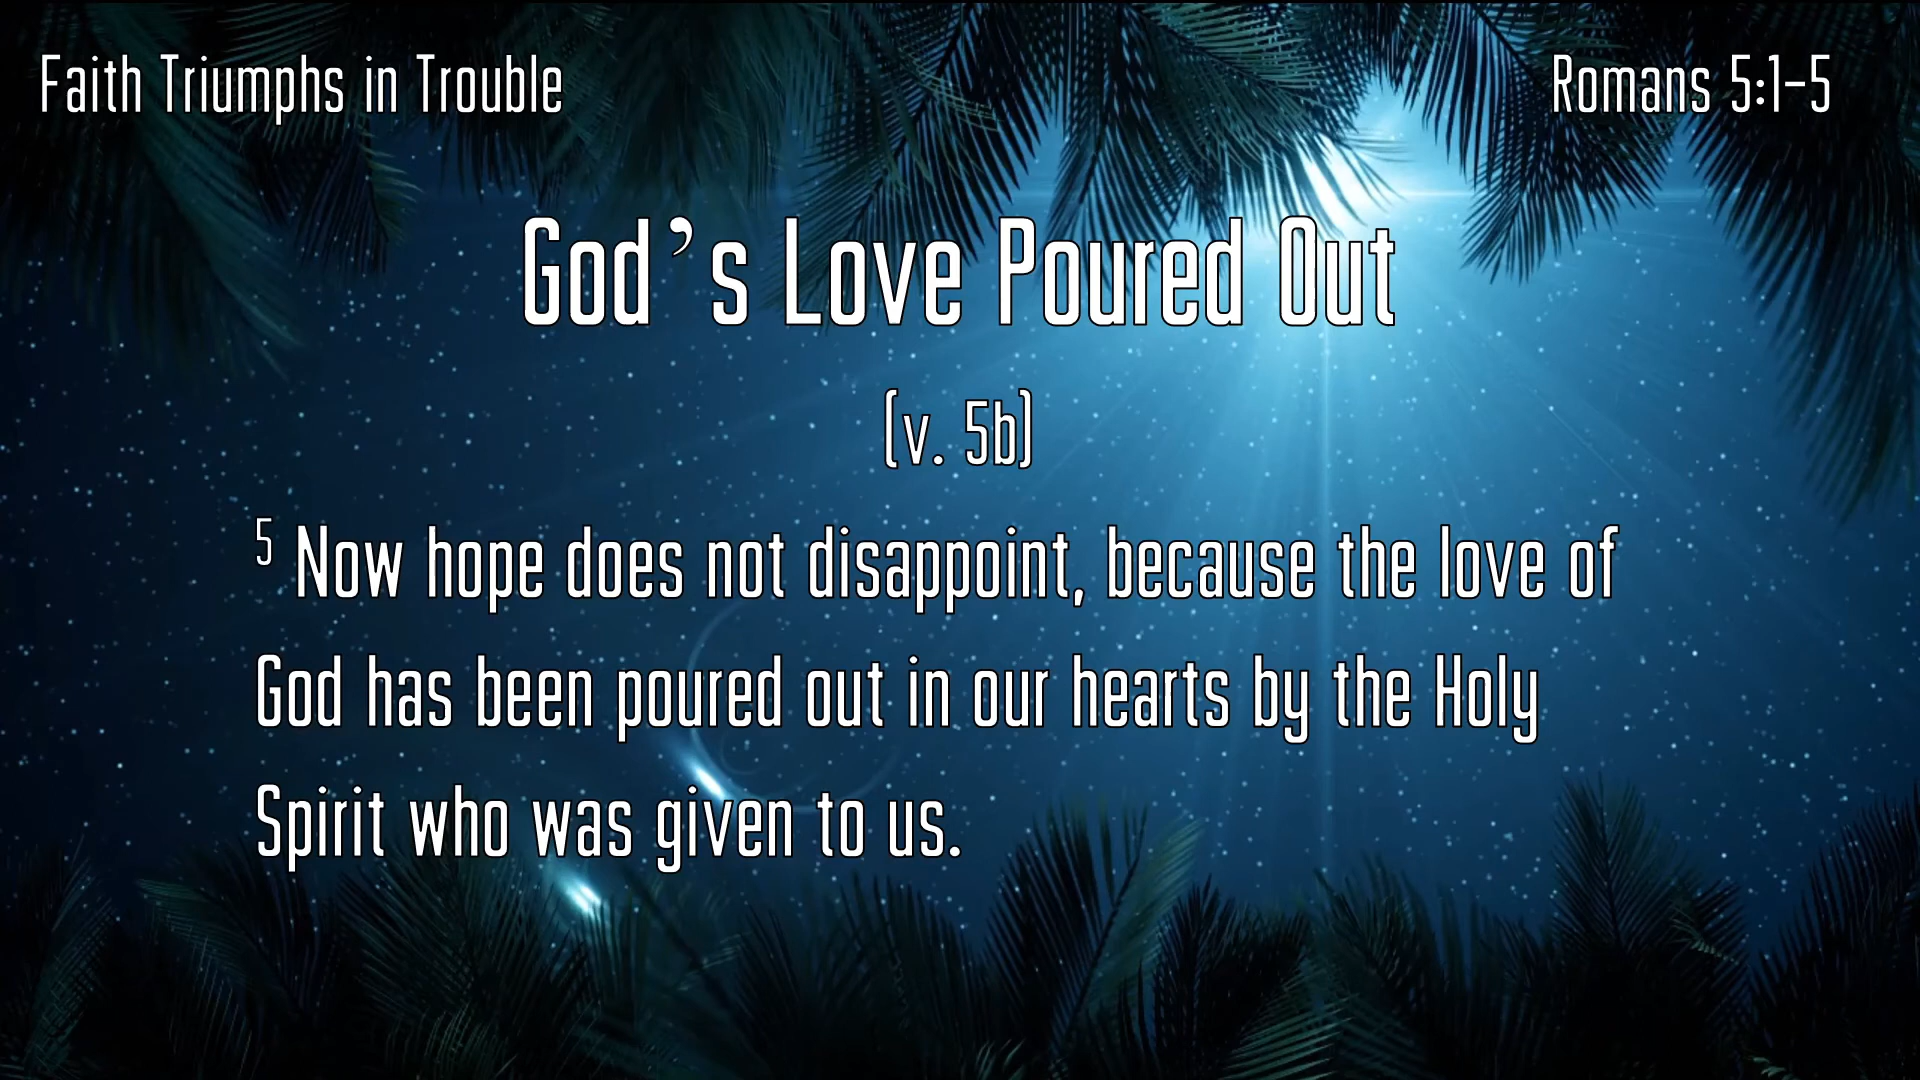 Faith Triumphs in Trouble
Romans 5:1-5
God’s Love Poured Out
(v. 5b)
5 Now hope does not disappoint, because the love of
God has been poured out in our hearts by the Holy
Spirit who was given to us.